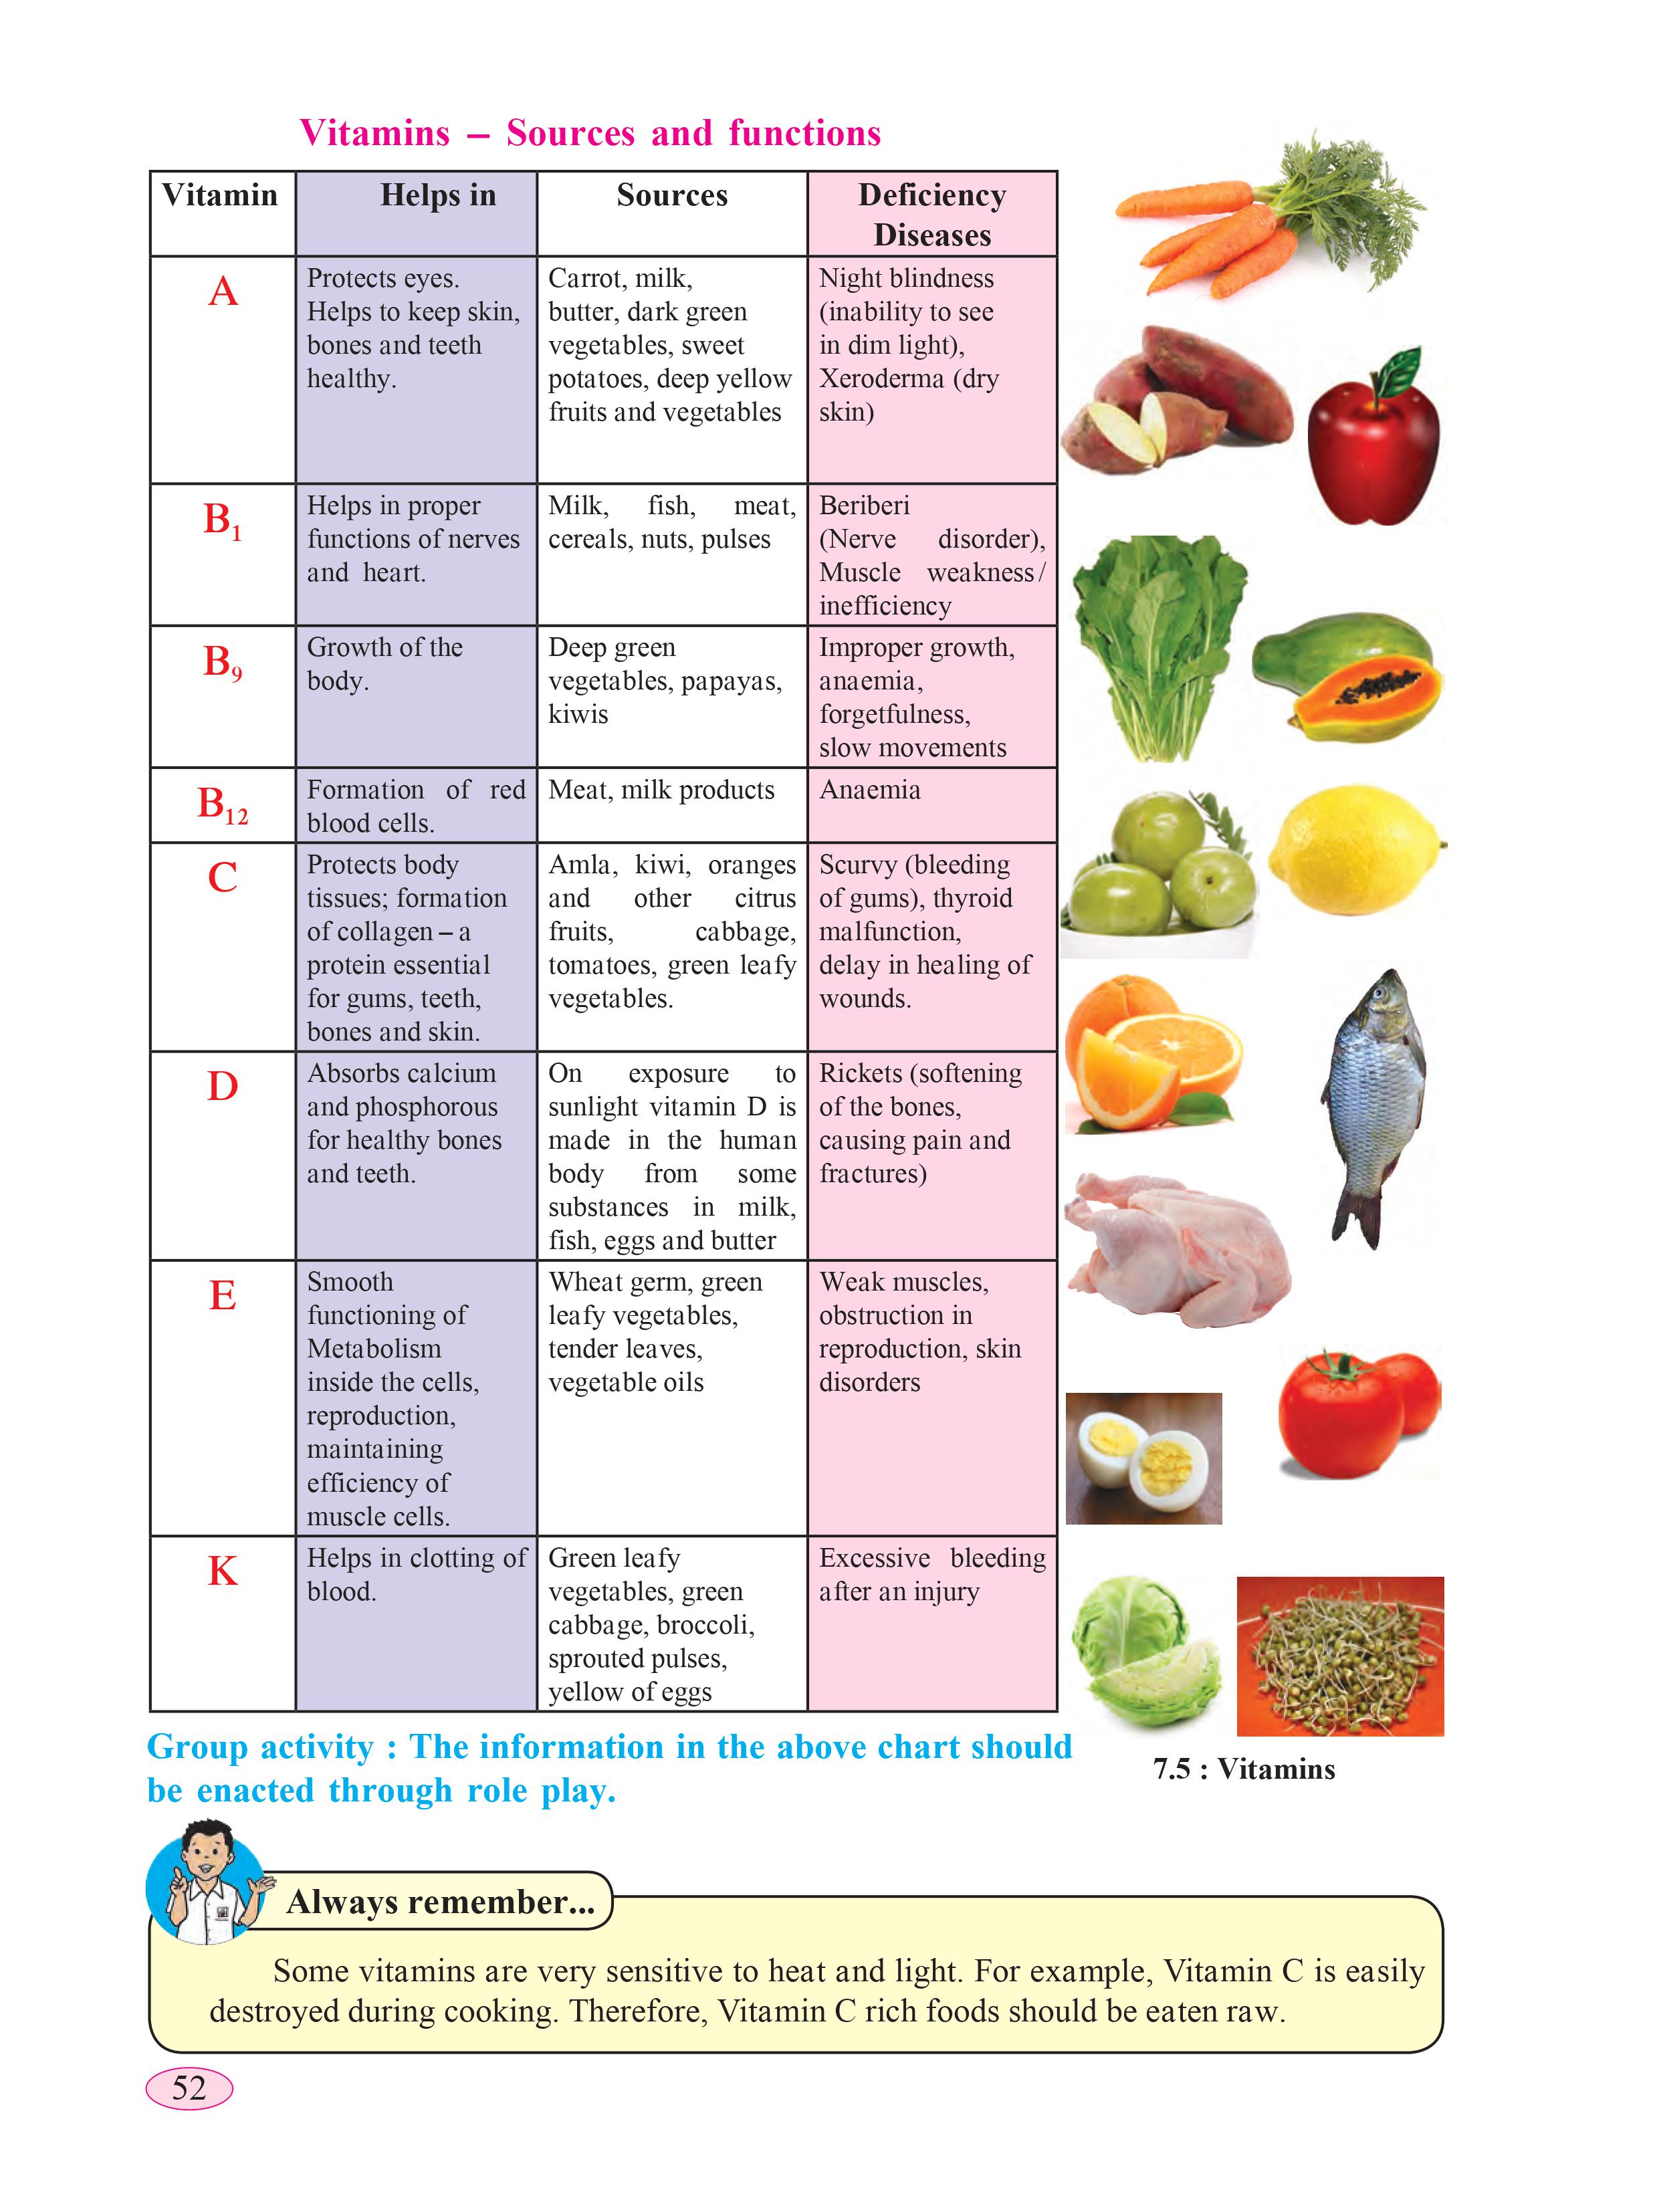 Vitamins – Sources and functions
Vitamin
Helps in
Sources
Deficiency
Diseases
A
Protects eyes.
Helps to keep skin,
bones and teeth
healthy.
Carrot, milk,
butter, dark green
vegetables, sweet
potatoes, deep yellow
fruits and vegetables
Night blindness
(inability to see
in dim light),
Xeroderma (dry
skin)
B1
Helps in proper
functions of nerves
and heart.
Milk, fish, meat,
cereals, nuts, pulses
Beriberi
(Nerve disorder),
Muscle weakness/
inefficiency
B9
Growth of the
body.
Deep green
vegetables, papayas,
kiwis
Improper growth,
anaemia,
forgetfulness,
slow movements
B12
Formation of red
blood cells.
Meat, milk products
Anaemia
C
Protects body
tissues; formation
of collagen – a
protein essential
for gums, teeth,
bones and skin.
Amla, kiwi, oranges
and other citrus
fruits, cabbage,
tomatoes, green leafy
vegetables.
Scurvy (bleeding
of gums), thyroid
malfunction,
delay in healing of
wounds.
D
Absorbs calcium
and phosphorous
for healthy bones
and teeth.
On exposure to
sunlight vitamin D is
made in the human
body from some
substances in milk,
fish, eggs and butter
Rickets (softening
of the bones,
causing pain and
fractures)
E
Smooth
functioning of
Metabolism
inside the cells,
reproduction,
maintaining
efficiency of
muscle cells.
Wheat germ, green
leafy vegetables,
tender leaves,
vegetable oils
Weak muscles,
obstruction in
reproduction, skin
disorders
K
Helps in clotting of
blood.
Green leafy
vegetables, green
cabbage, broccoli,
sprouted pulses,
yellow of eggs
Excessive bleeding
after an injury
Group activity : The information in the above chart should
be enacted through role play.
7.5 : Vitamins
Always remember...
Some vitamins are very sensitive to heat and light. For example, Vitamin C is easily
destroyed during cooking. Therefore, Vitamin C rich foods should be eaten raw.
52